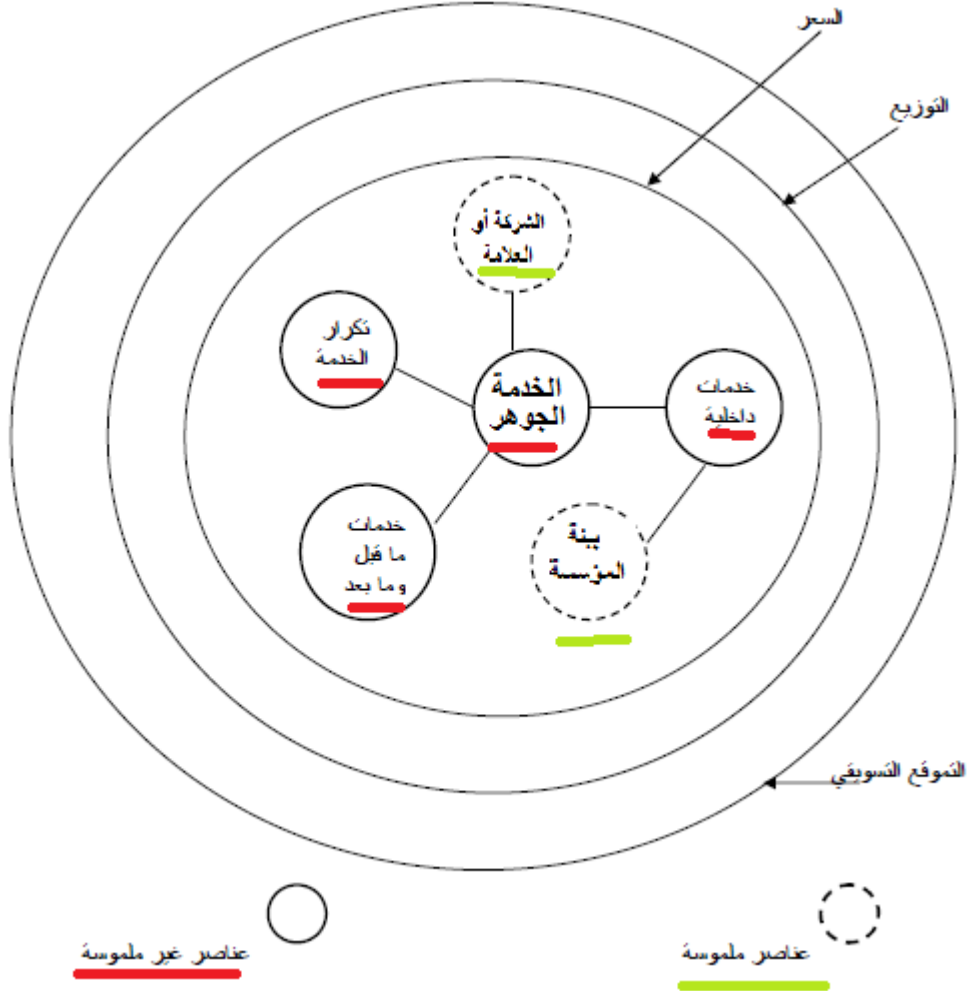 السعر
التوزيع
الشركة أو
العلامة
تكرار
الخدمة
الخدمة
الجوهر
خدمات
داخلية
خدمات
ما قبل
وما بعد
بيئة
المؤسسة
التموقع التسويقي
عناصر ملموسة
عناصر غير ملموسة